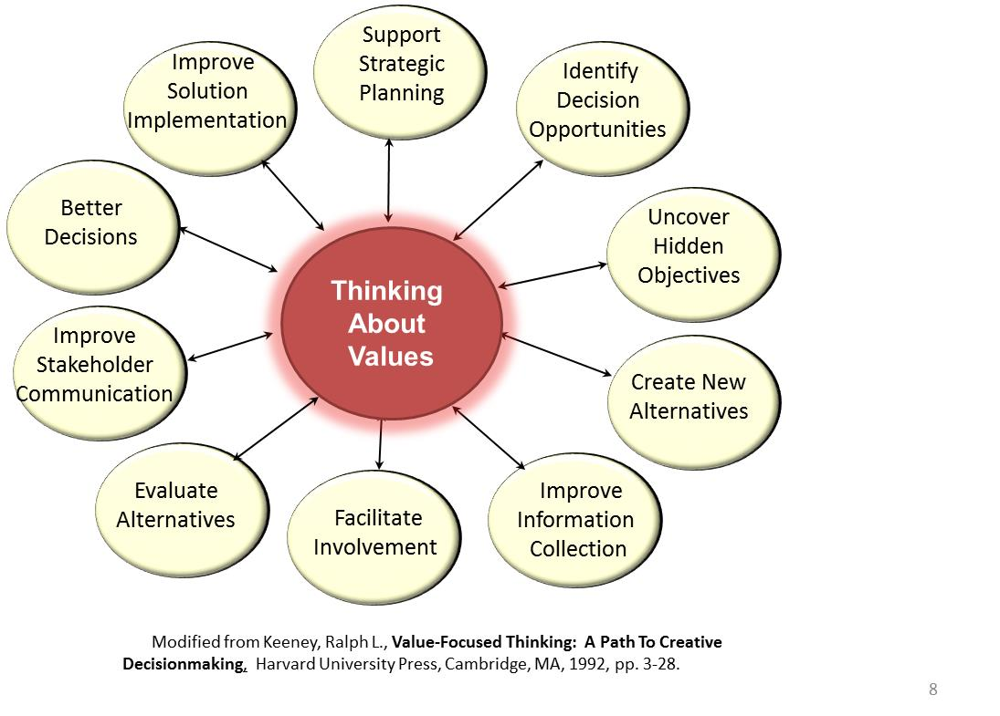 Support
Strategic
Planning
Identify
Decision
Opportunities
Uncover
Hidden
Objectives
Create New
Alternatives
Improve
Information
Collection
Facilitate
Involvement
Evaluate
Alternatives
Improve
Stakeholder
Communication
Better
Decisions
Improve
Solution
Implementation
Thinking
About
Values
Modified from Keeney, Ralph L., Value-Focused Thinking: A Path To Creative
Decisionmaking, Harvard University Press, Cambridge, MA, 1992, pp. 3-28.
8